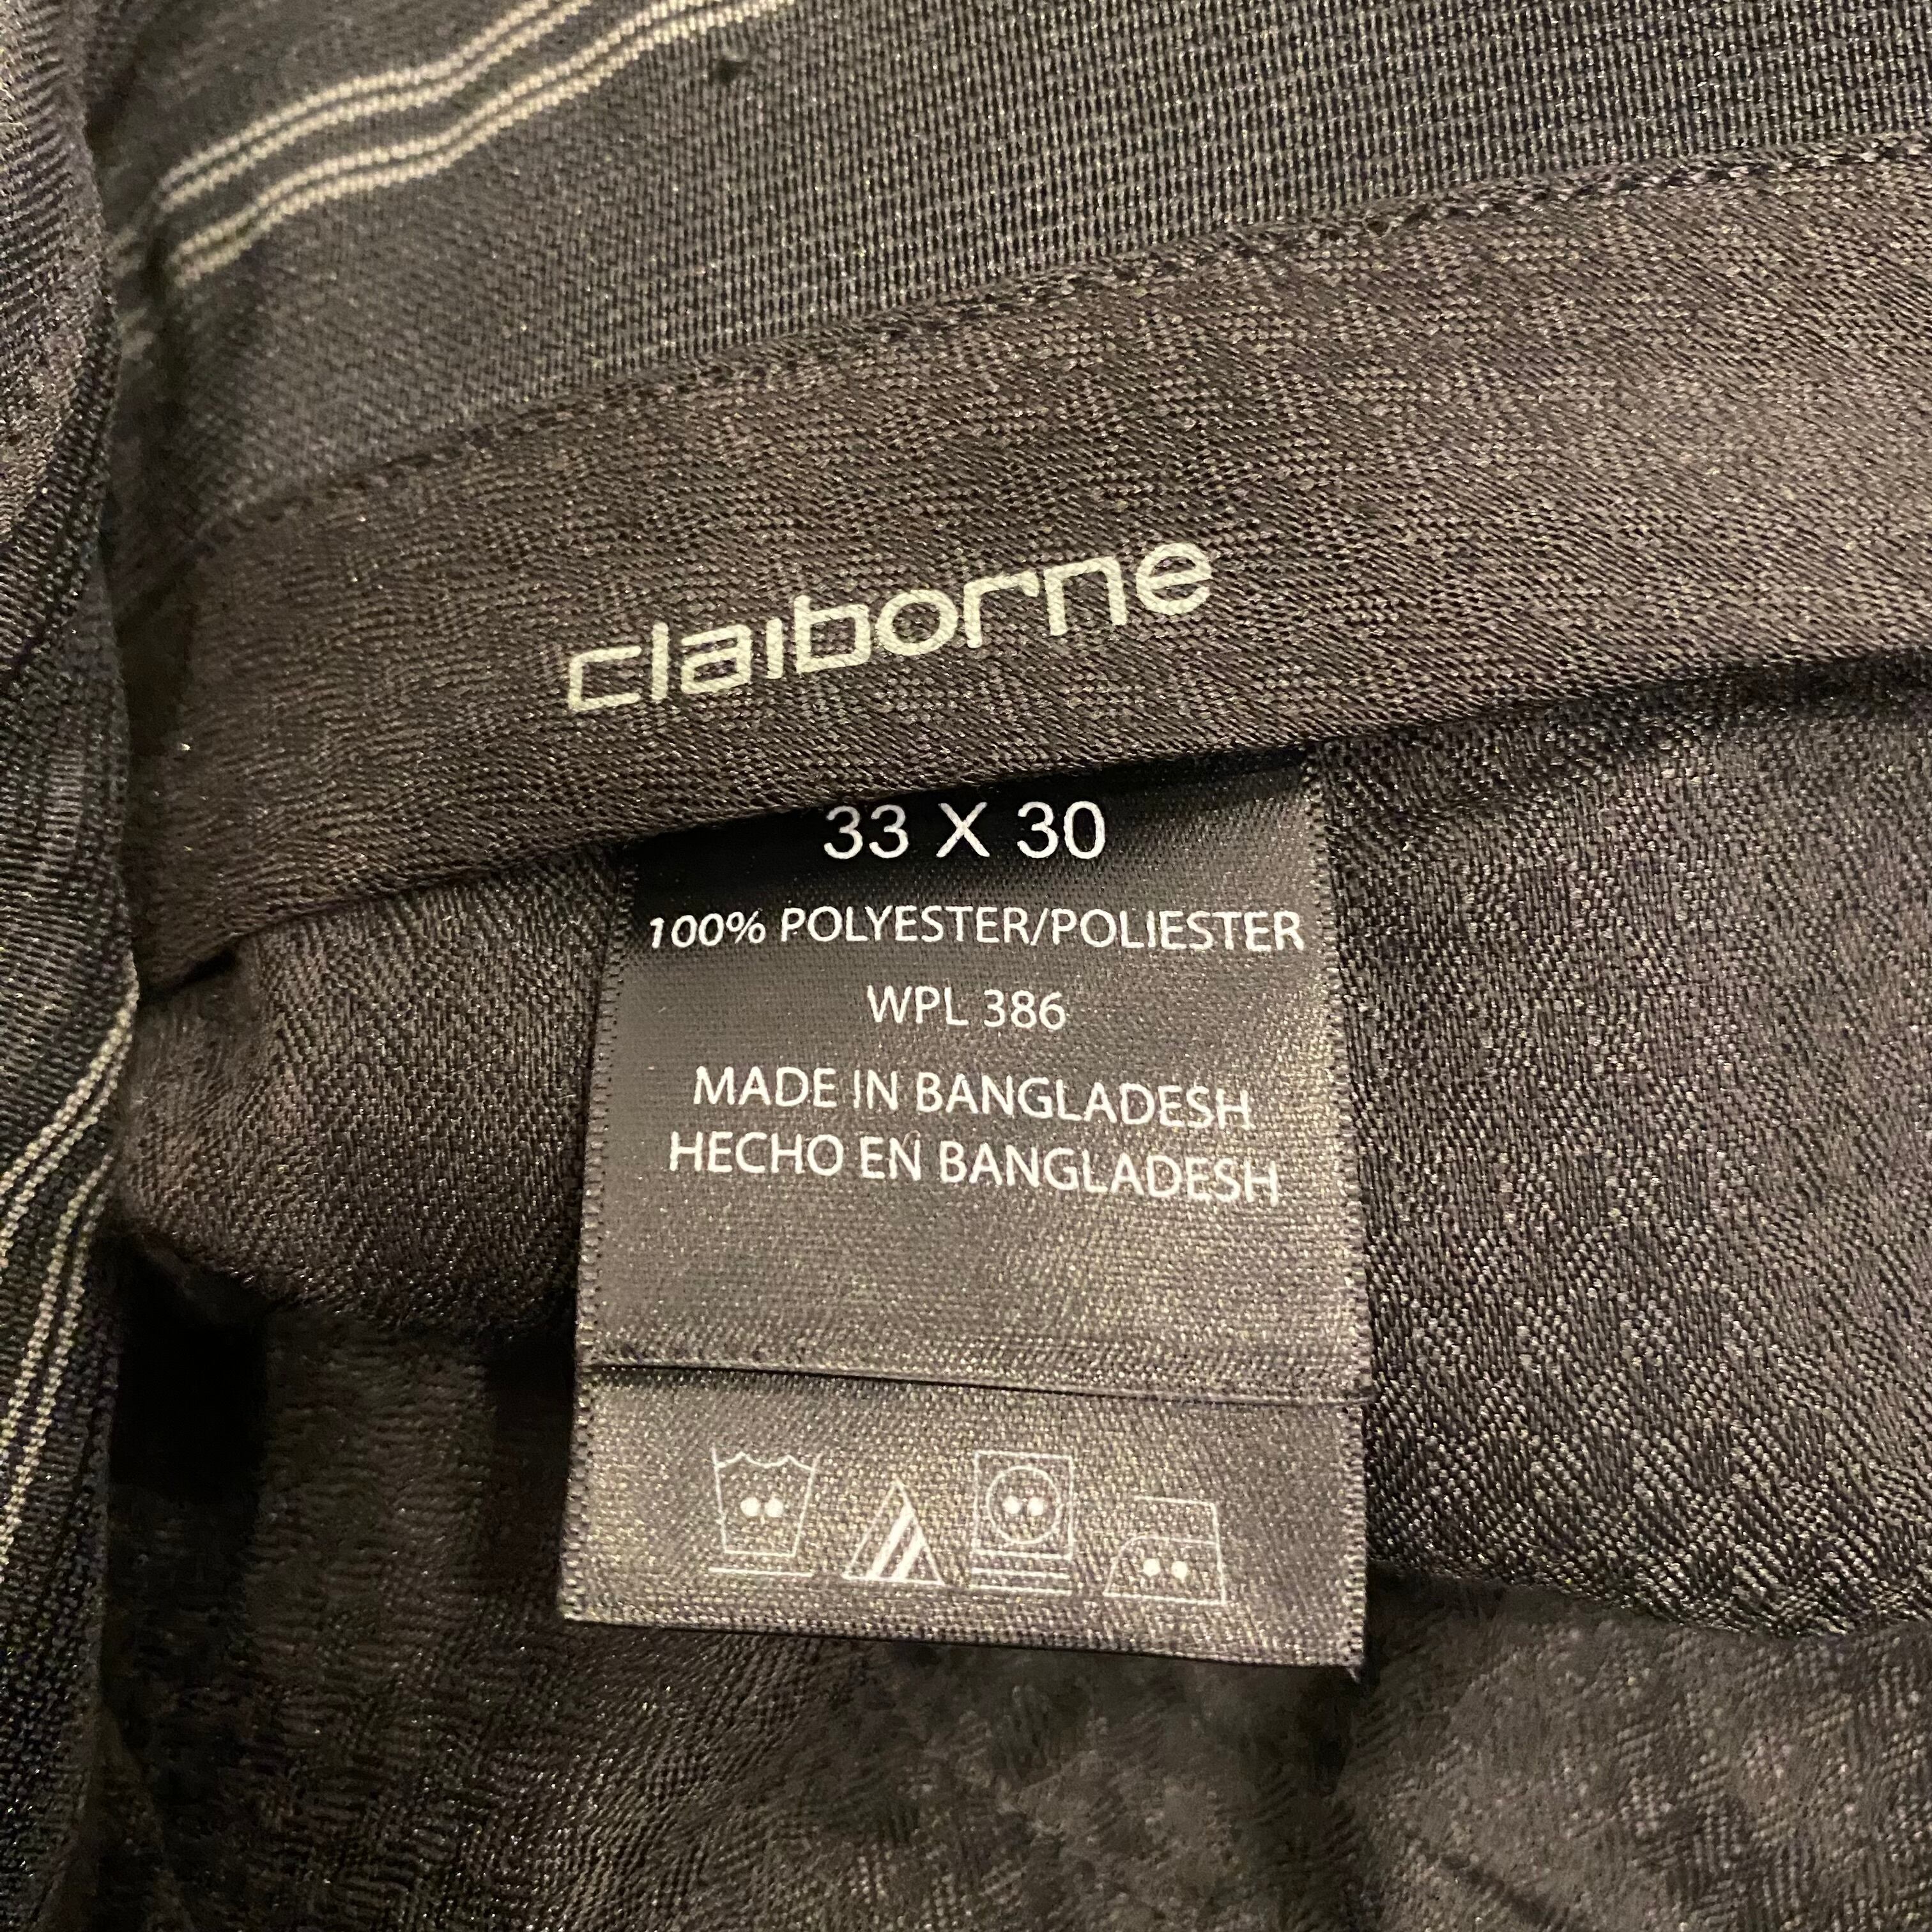 claiborne
33 X 30
100% POLYESTER/POLIESTER
WPL 386
MADE IN BANGLADESH
HECHO EN BANGLADESH